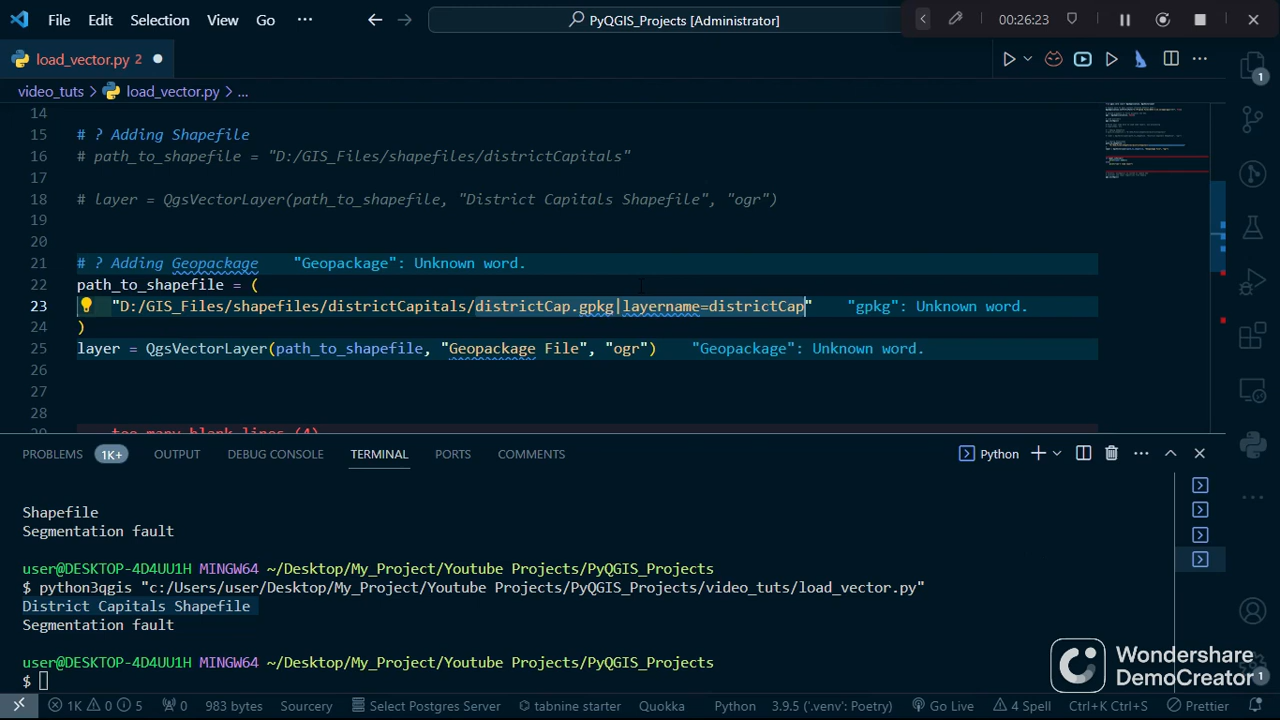 File Edit Selection View Go ··· PyQGIS_Projects [Administrator] 00:26:23
load_vector.py 2
video_tuts > load_vector.py > ...
14
15 # ? Adding Shapefile
16 # path_to_shapefile = "D:/GIS_Files/shapefiles/districtCapitals"
17
18 # layer = QgsVectorLayer(path_to_shapefile, "District Capitals Shapefile", "ogr")
19
20
21 # ? Adding Geopackage "Geopackage": Unknown word.
22 path_to_shapefile = (
23 "D:/GIS_Files/shapefiles/districtCapitals/districtCap.gpkg|layername=districtCap" "gpkg": Unknown word.
24 )
25 layer = QgsVectorLayer(path_to_shapefile, "Geopackage File", "ogr") "Geopackage": Unknown word.
26
27
28
29 too many blank lines (4)
PROBLEMS 1K+ OUTPUT DEBUG CONSOLE TERMINAL PORTS COMMENTS Python
Shapefile
Segmentation fault
user@DESKTOP-4D4UU1H MINGW64 ~/Desktop/My_Project/Youtube Projects/PyQGIS_Projects
$ python3qgis "c:/Users/user/Desktop/My_Project/Youtube Projects/PyQGIS_Projects/video_tuts/load_vector.py"
District Capitals Shapefile
Segmentation fault
user@DESKTOP-4D4UU1H MINGW64 ~/Desktop/My_Project/Youtube Projects/PyQGIS_Projects
$
Wondershare
DemoCreator
1K 0 5 0 983 bytes Sourcery Select Postgres Server tabnine starter Quokka Python 3.9.5 ('.venv': Poetry) Go Live 4 Spell Ctrl+K Ctrl+S Prettier
1
1